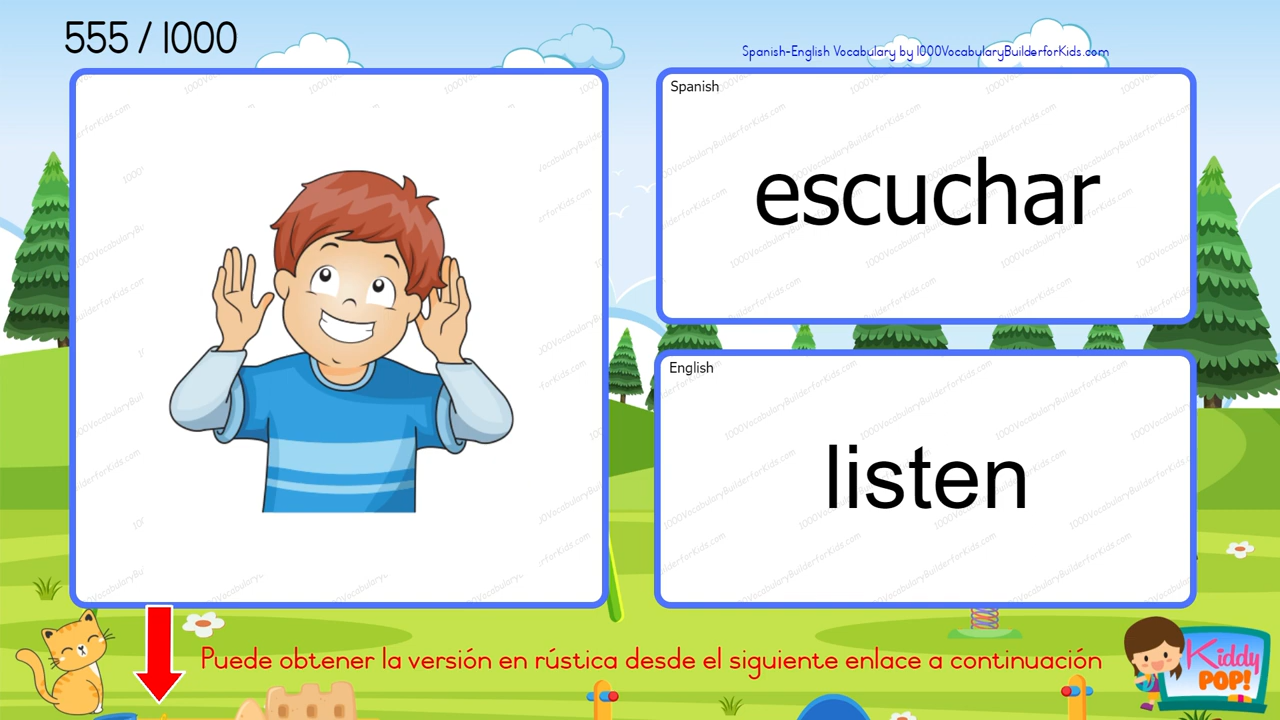 555 / 1000
Spanish-English Vocabulary by 1000VocabularyBuilderforKids.com
Spanish
escuchar
English
listen
Puede obtener la versión en rústica desde el siguiente enlace a continuación
Kiddy
POP!